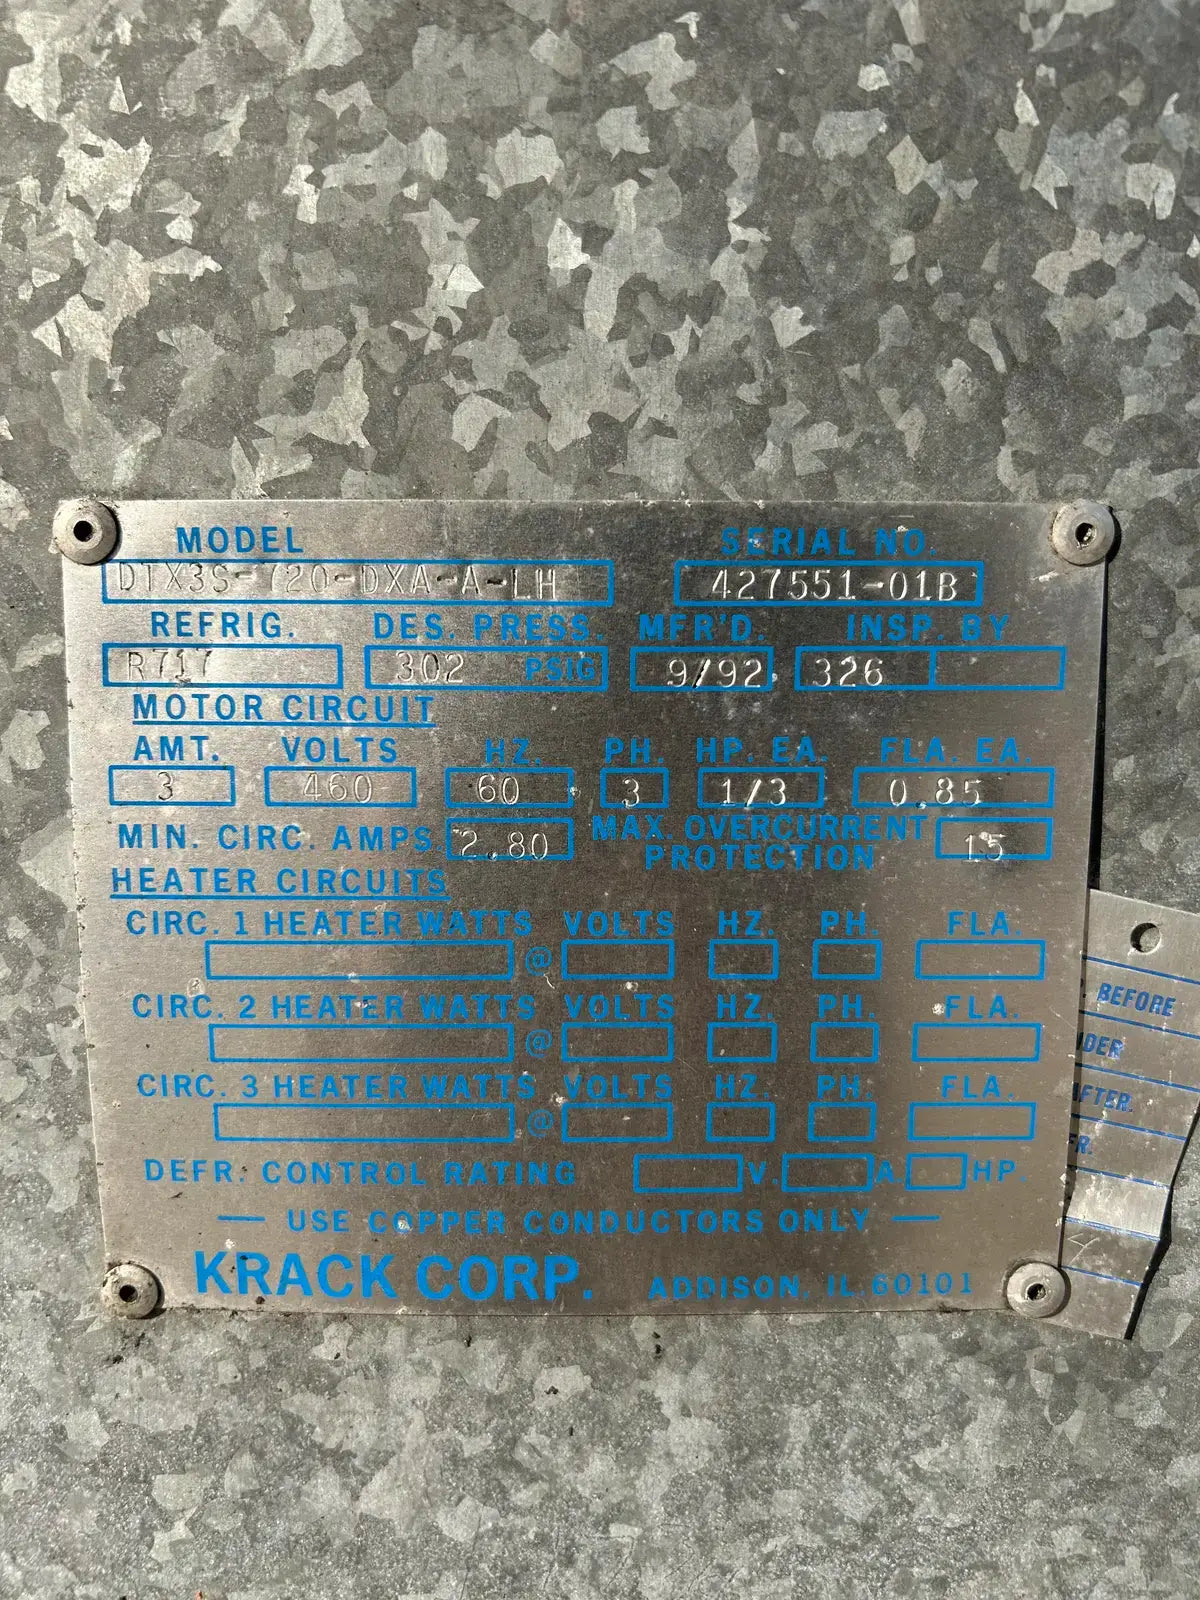 MODEL SERIAL NO.
DTX3S-720-DXA-A-LH 427551-01B
REFRIG. DES. PRESS. MFR'D. INSP. BY
R717 302 PSIG 9/92 326
MOTOR CIRCUIT
AMT. VOLTS HZ. PH. HP. EA. FLA. EA.
3 460 60 3 1/3 0.85
MIN. CIRC. AMPS. 2.80 MAX. OVERCURRENT PROTECTION 15
HEATER CIRCUITS
CIRC. 1 HEATER WATTS VOLTS HZ. PH. FLA.
@
CIRC. 2 HEATER WATTS VOLTS HZ. PH. FLA.
@
CIRC. 3 HEATER WATTS VOLTS HZ. PH. FLA.
@
DEFR. CONTROL RATING V. A. HP.
— USE COPPER CONDUCTORS ONLY —
KRACK CORP. ADDISON, IL. 60101
BEFORE